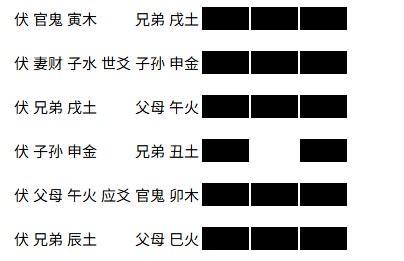 伏 官鬼 寅木 兄弟 戌土
伏 妻财 子水 世爻 子孙 申金
伏 兄弟 戌土 父母 午火
伏 子孙 申金 兄弟 丑土
伏 父母 午火 应爻 官鬼 卯木
伏 兄弟 辰土 父母 巳火